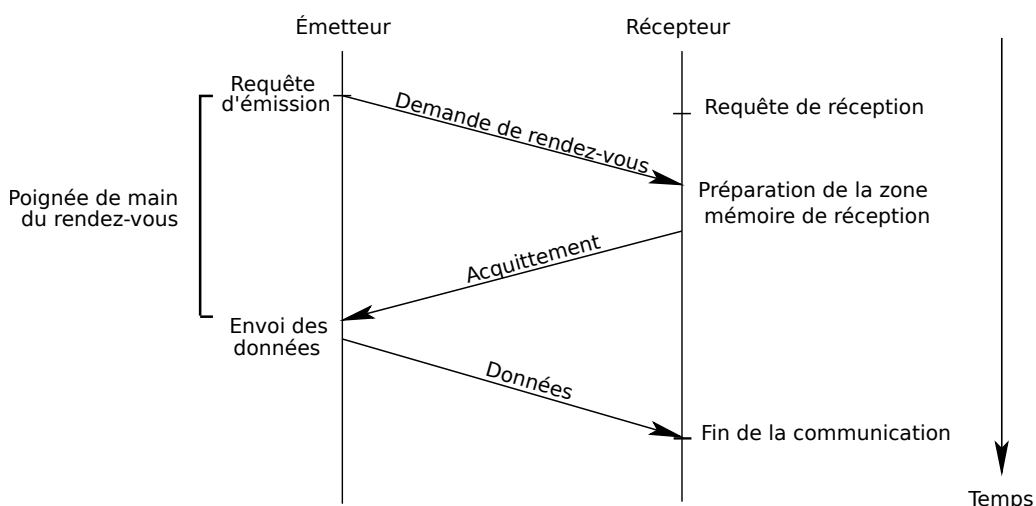 Émetteur
Récepteur
Requête
d'émission
Demande de rendez-vous
Requête de réception
Poignée de main
du rendez-vous
Préparation de la zone
mémoire de réception
Acquittement
Envoi des
données
Données
Fin de la communication
Temps